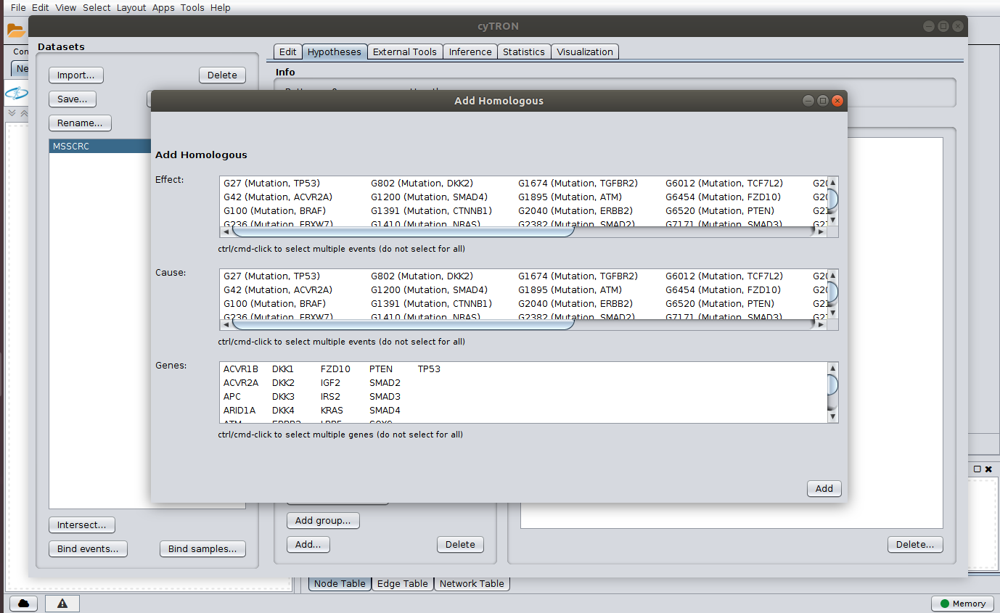 File Edit View Select Layout Apps Tools Help
cyTRON
Datasets
Edit Hypotheses External Tools Inference Statistics Visualization
Con
Ne
Info
Import... Delete
Save...
Rename...
MSSCRC
Add Homologous
Add Homologous
Effect:
G27 (Mutation, TP53) G802 (Mutation, DKK2) G1674 (Mutation, TGFBR2) G6012 (Mutation, TCF7L2) G20
G42 (Mutation, ACVR2A) G1200 (Mutation, SMAD4) G1895 (Mutation, ATM) G6454 (Mutation, FZD10) G20
G100 (Mutation, BRAF) G1391 (Mutation, CTNNB1) G2040 (Mutation, ERBB2) G6520 (Mutation, PTEN) G21
G236 (Mutation, FBXW7) G1410 (Mutation, NRAS) G2382 (Mutation, SMAD2) G7171 (Mutation, SMAD3)
ctrl/cmd-click to select multiple events (do not select for all)
Cause:
G27 (Mutation, TP53) G802 (Mutation, DKK2) G1674 (Mutation, TGFBR2) G6012 (Mutation, TCF7L2) G20
G42 (Mutation, ACVR2A) G1200 (Mutation, SMAD4) G1895 (Mutation, ATM) G6454 (Mutation, FZD10) G20
G100 (Mutation, BRAF) G1391 (Mutation, CTNNB1) G2040 (Mutation, ERBB2) G6520 (Mutation, PTEN) G21
G236 (Mutation, FBXW7) G1410 (Mutation, NRAS) G2382 (Mutation, SMAD2) G7171 (Mutation, SMAD3)
ctrl/cmd-click to select multiple events (do not select for all)
Genes:
ACVR1B DKK1 FZD10 PTEN TP53
ACVR2A DKK2 IGF2 SMAD2
APC DKK3 IRS2 SMAD3
ARID1A DKK4 KRAS SMAD4
ATM ERBB2 LRP5 SOX9
ctrl/cmd-click to select multiple genes (do not select for all)
Add
Intersect...
Bind events... Bind samples...
Add group...
Add... Delete
Delete...
Node Table Edge Table Network Table
Memory